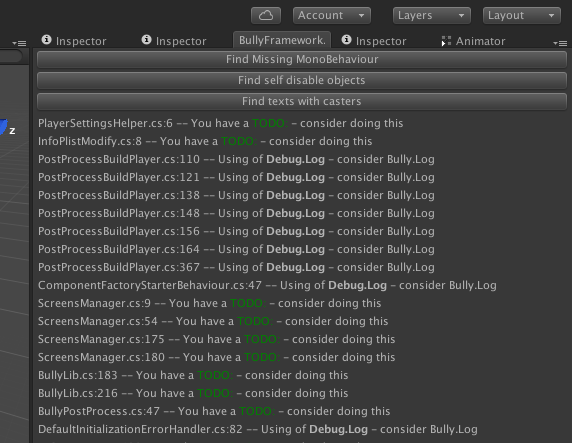 Account Layers Layout
Inspector Inspector BullyFramework. Inspector Animator
Find Missing MonoBehaviour
Find self disable objects
Find texts with casters
z
PlayerSettingsHelper.cs:6 -- You have a TODO: - consider doing this
InfoPlistModify.cs:8 -- You have a TODO: - consider doing this
PostProcessBuildPlayer.cs:110 -- Using of Debug.Log - consider Bully.Log
PostProcessBuildPlayer.cs:121 -- Using of Debug.Log - consider Bully.Log
PostProcessBuildPlayer.cs:138 -- Using of Debug.Log - consider Bully.Log
PostProcessBuildPlayer.cs:148 -- Using of Debug.Log - consider Bully.Log
PostProcessBuildPlayer.cs:156 -- Using of Debug.Log - consider Bully.Log
PostProcessBuildPlayer.cs:164 -- Using of Debug.Log - consider Bully.Log
PostProcessBuildPlayer.cs:367 -- Using of Debug.Log - consider Bully.Log
ComponentFactoryStarterBehaviour.cs:47 -- Using of Debug.Log - consider Bully.Log
ScreensManager.cs:9 -- You have a TODO: - consider doing this
ScreensManager.cs:54 -- You have a TODO: - consider doing this
ScreensManager.cs:175 -- You have a TODO: - consider doing this
ScreensManager.cs:180 -- You have a TODO: - consider doing this
BullyLib.cs:183 -- You have a TODO: - consider doing this
BullyLib.cs:216 -- You have a TODO: - consider doing this
BullyPostProcess.cs:47 -- You have a TODO: - consider doing this
DefaultInitializationErrorHandler.cs:82 -- Using of Debug.Log - consider Bully.Log